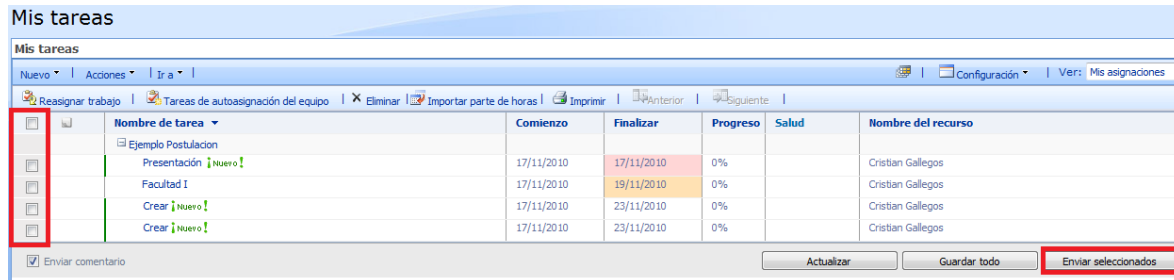 Mis tareas
Mis tareas
Nuevo Acciones Ir a Configuración Ver: Mis asignaciones
Reasignar trabajo Tareas de autoasignación del equipo Eliminar Importar parte de horas Imprimir Anterior Siguiente
Nombre de tarea Comienzo Finalizar Progreso Salud Nombre del recurso
Ejemplo Postulacion
Presentación ¡Nuevo! 17/11/2010 17/11/2010 0% Cristian Gallegos
Facultad I 17/11/2010 19/11/2010 0% Cristian Gallegos
Crear ¡Nuevo! 17/11/2010 23/11/2010 0% Cristian Gallegos
Crear ¡Nuevo! 17/11/2010 23/11/2010 0% Cristian Gallegos
Enviar comentario Actualizar Guardar todo Enviar seleccionados